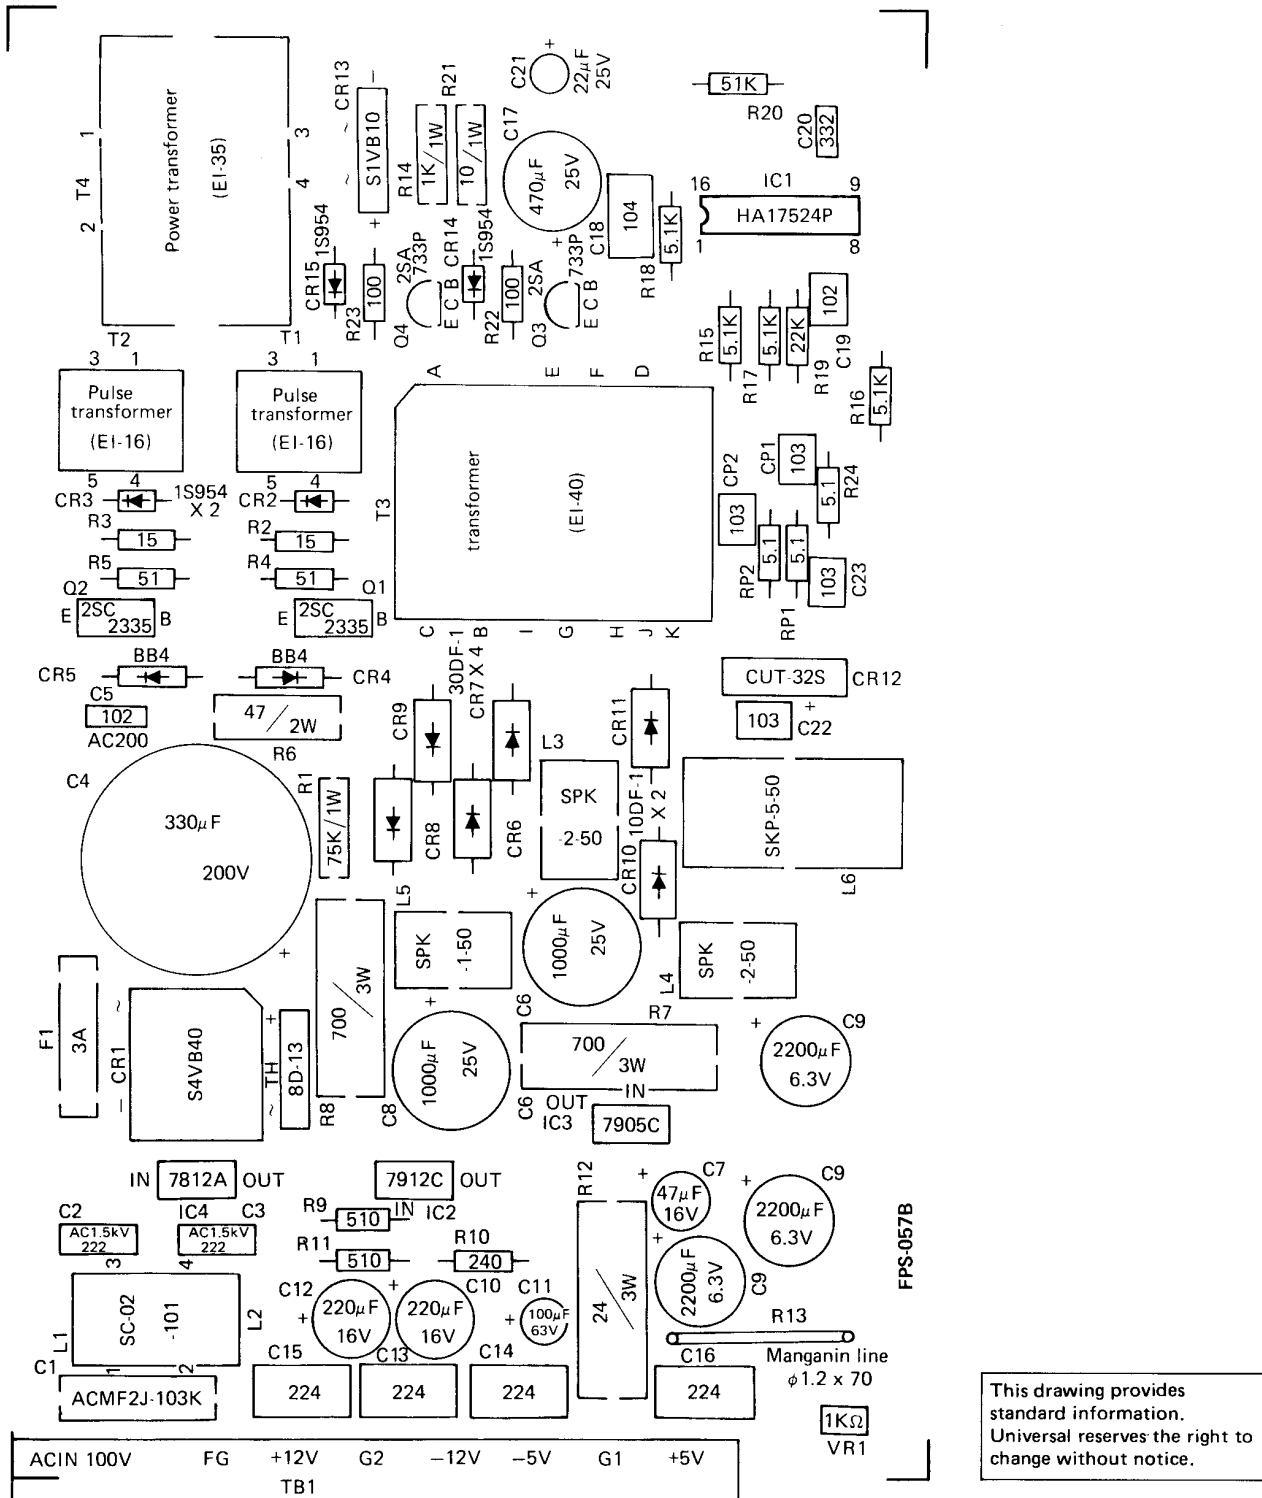 C21
+
22μF
25V
CR13
−
~
~
S1VB10
+
R21
R14
1K/1W
10/1W
C17
470μF
25V
+
51K
R20
C20
332
1
T4
2
Power transformer
(EI-35)
3
4
C18
104
R18
5.1K
16
IC1
9
HA17524P
1
8
1S954
CR15
R23
100
2SA
733P
Q4
E C B
CR14
1S954
R22
100
2SA
733P
Q3
E C B
R15
5.1K
R17
5.1K
22K
R19
102
C19
R16
5.1K
T2
3 1
Pulse
transformer
(EI-16)
5 4
T1
3 1
Pulse
transformer
(EI-16)
5 4
A
E
F
D
T3
transformer
(EI-40)
C
B
I
G
H
J
K
CP2
103
CP1
103
5.1
R24
RP2
5.1
5.1
RP1
103
C23
CR3
1S954
X 2
CR2
R3
15
R2
15
R5
51
R4
51
Q2
E
2SC
2335
B
Q1
E
2SC
2335
B
CR5
BB4
BB4
CR4
C5
102
AC200
47/2W
R6
30DF-1
CR7 X 4
CR9
CR8
CR6
CR11
10DF-1
X 2
CR10
CUT-32S
CR12
103
+
C22
C4
330μF
200V
+
R1
75K/1W
L3
SPK
-2-50
SKP-5-50
L6
L5
SPK
-1-50
+
1000μF
25V
C6
L4
SPK
-2-50
F1
3A
− CR1 ~
S4VB40
~ +
TH
8D-13
700/3W
R8
+
1000μF
25V
C8
R7
700/3W
C6
OUT
IN
IC3
7905C
+
C9
2200μF
6.3V
IN
7812A
OUT
IC4
7912C
OUT
IN
IC2
R12
24/3W
+
C7
47μF
16V
+
C9
2200μF
6.3V
+
2200μF
6.3V
C9
FPS-057B
C2
AC1.5kV
222
C3
AC1.5kV
222
R9
510
R11
510
R10
240
3
4
SC-02
-101
L1
L2
1
2
C12
+
220μF
16V
+
C10
220μF
16V
C11
+
100μF
63V
R13
Manganin line
φ1.2 x 70
C1
ACMF2J-103K
C15
224
C13
224
C14
224
C16
224
1KΩ
VR1
ACIN 100V FG +12V G2 −12V −5V G1 +5V
TB1
This drawing provides
standard information.
Universal reserves the right to
change without notice.